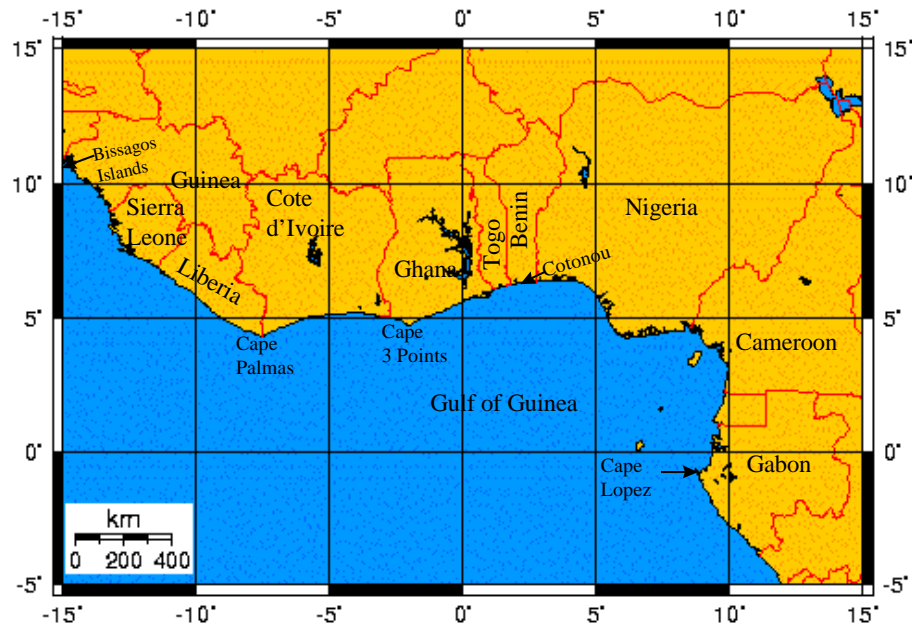 -15° -10° -5° 0° 5° 10° 15°
15° 15°
Bissagos
Islands
10° 10°
Guinea
Cote
d’Ivoire
Sierra
Leone
Liberia
Ghana
Togo
Benin
Nigeria
Cotonou
5° 5°
Cape
Palmas
Cape
3 Points
Cameroon
Gulf of Guinea
0° 0°
Cape
Lopez
Gabon
km
0 200 400
-5° -5°
-15° -10° -5° 0° 5° 10° 15°